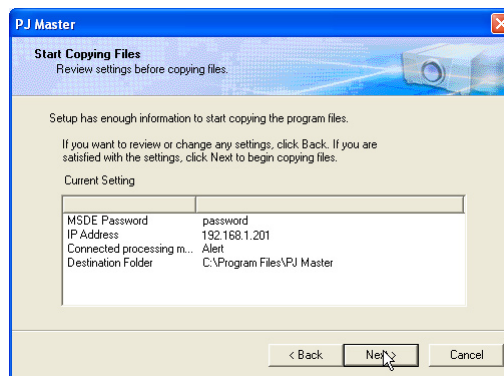 PJ Master
Start Copying Files
Review settings before copying files.
Setup has enough information to start copying the program files.
If you want to review or change any settings, click Back. If you are
satisfied with the settings, click Next to begin copying files.
Current Setting
MSDE Password password
IP Address 192.168.1.201
Connected processing m... Alert
Destination Folder C:\Program Files\PJ Master
< Back Next > Cancel